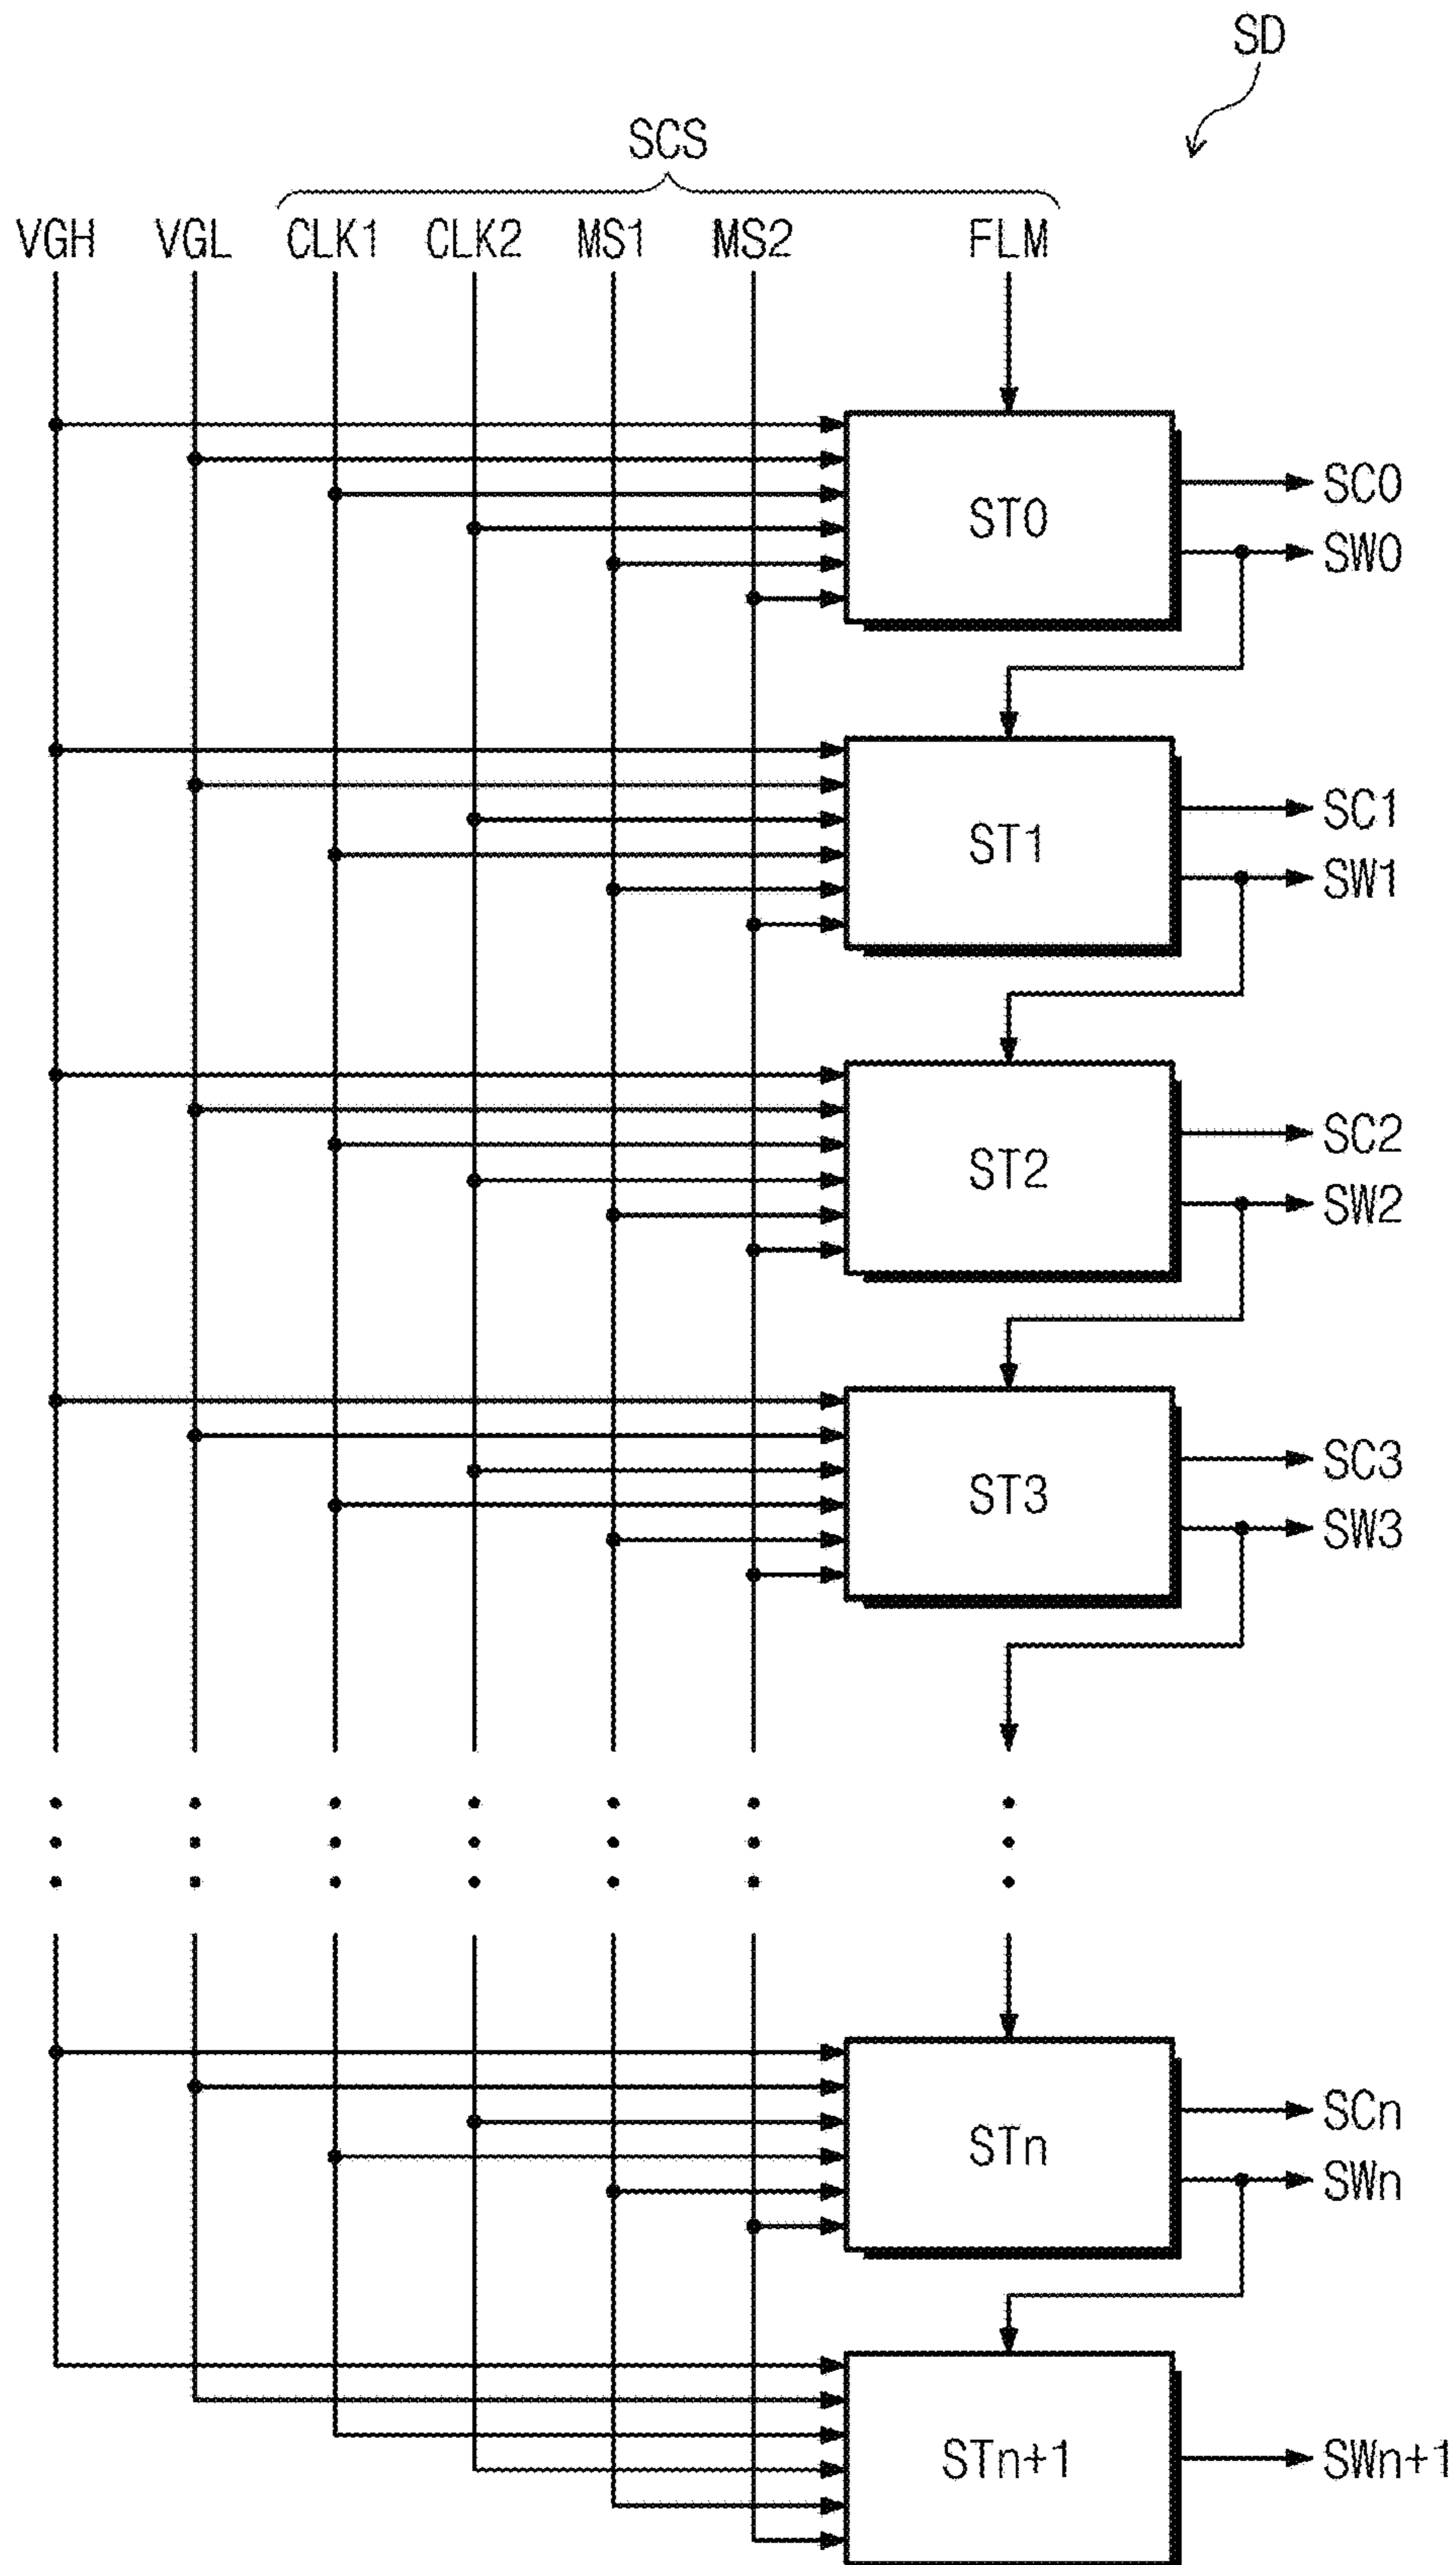 SD
SCS
VGH VGL CLK1 CLK2 MS1 MS2 FLM
ST0
SC0
SW0
ST1
SC1
SW1
ST2
SC2
SW2
ST3
SC3
SW3
STn
SCn
SWn
STn+1
SWn+1